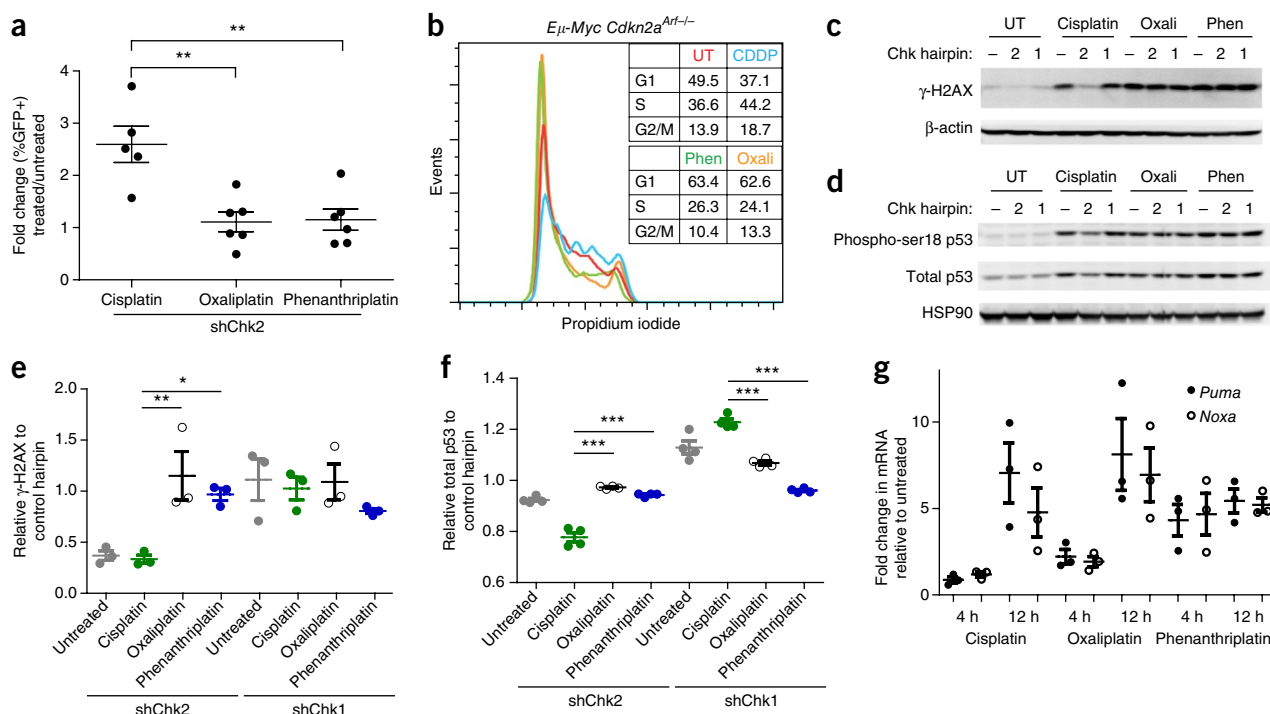 a
**
**
Fold change (%GFP+)
treated/untreated
4
3
2
1
0
Cisplatin Oxaliplatin Phenanthriplatin
shChk2
b
Eμ-Myc Cdkn2a^Arf–/–
UT CDDP
G1 49.5 37.1
S 36.6 44.2
G2/M 13.9 18.7
Phen Oxali
G1 63.4 62.6
S 26.3 24.1
G2/M 10.4 13.3
Events
Propidium iodide
c
UT Cisplatin Oxali Phen
Chk hairpin: – 2 1 – 2 1 – 2 1 – 2 1
γ-H2AX
β-actin
d
UT Cisplatin Oxali Phen
Chk hairpin: – 2 1 – 2 1 – 2 1 – 2 1
Phospho-ser18 p53
Total p53
HSP90
e
*
**
Relative γ-H2AX to
control hairpin
2.0
1.5
1.0
0.5
0.0
Untreated
Cisplatin
Oxaliplatin
Phenanthriplatin
Untreated
Cisplatin
Oxaliplatin
Phenanthriplatin
shChk2 shChk1
f
***
***
***
***
Relative total p53 to
control hairpin
1.4
1.2
1.0
0.8
0.6
Untreated
Cisplatin
Oxaliplatin
Phenanthriplatin
Untreated
Cisplatin
Oxaliplatin
Phenanthriplatin
shChk2 shChk1
g
Puma
Noxa
Fold change in mRNA
relative to untreated
10
5
0
4 h 12 h 4 h 12 h 4 h 12 h
Cisplatin Oxaliplatin Phenanthriplatin